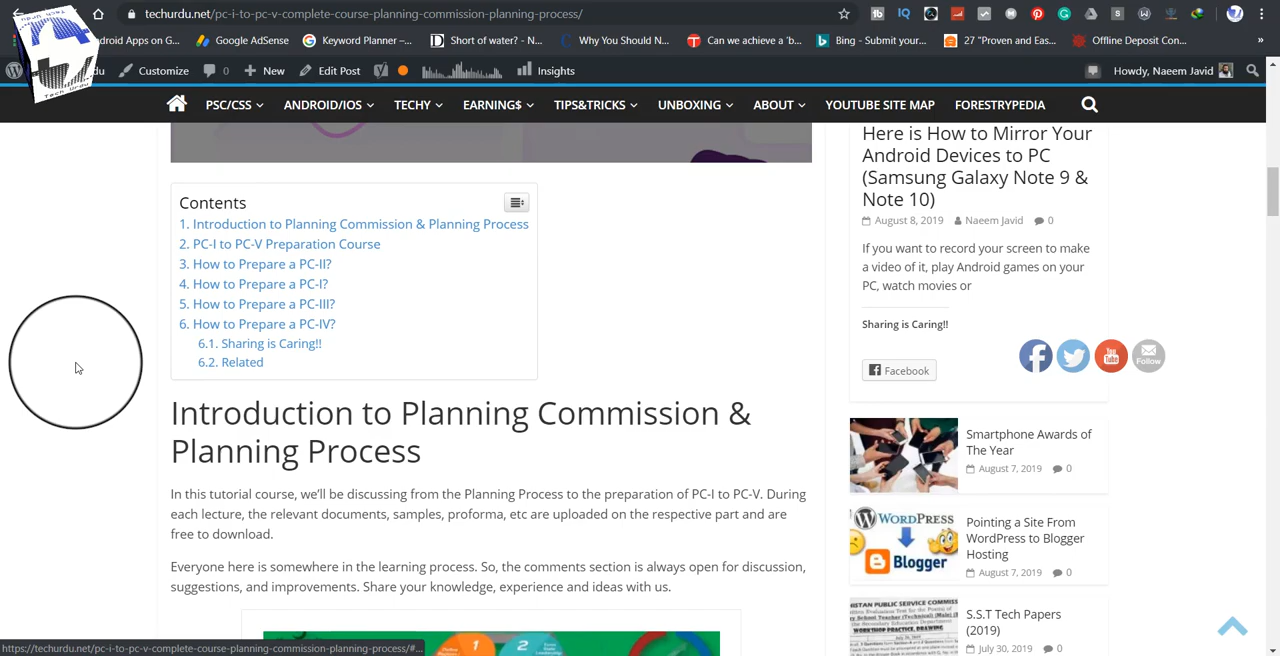 techurdu.net/pc-i-to-pc-v-complete-course-planning-commission-planning-process/
droid Apps on G...
Google AdSense
Keyword Planner –...
Short of water? - N...
Why You Should N...
Can we achieve a 'b...
Bing - Submit your...
27 "Proven and Eas...
Offline Deposit Con...
»
Customize
0
New
Edit Post
Insights
Howdy, Naeem Javid
PSC/CSS
ANDROID/IOS
TECHY
EARNING$
TIPS&TRICKS
UNBOXING
ABOUT
YOUTUBE SITE MAP
FORESTRYPEDIA
Contents
1. Introduction to Planning Commission & Planning Process
2. PC-I to PC-V Preparation Course
3. How to Prepare a PC-II?
4. How to Prepare a PC-I?
5. How to Prepare a PC-III?
6. How to Prepare a PC-IV?
6.1. Sharing is Caring!!
6.2. Related
Introduction to Planning Commission &
Planning Process
In this tutorial course, we'll be discussing from the Planning Process to the preparation of PC-I to PC-V. During
each lecture, the relevant documents, samples, proforma, etc are uploaded on the respective part and are
free to download.
Everyone here is somewhere in the learning process. So, the comments section is always open for discussion,
suggestions, and improvements. Share your knowledge, experience and ideas with us.
2
Here is How to Mirror Your
Android Devices to PC
(Samsung Galaxy Note 9 &
Note 10)
August 8, 2019 Naeem Javid 0
If you want to record your screen to make
a video of it, play Android games on your
PC, watch movies or
Sharing is Caring!!
Facebook
You Tube
Follow
Smartphone Awards of
The Year
August 7, 2019 0
WORDPRESS
Blogger
Pointing a Site From
WordPress to Blogger
Hosting
August 7, 2019 0
WORKSHOP PRACTICE, DRAWING
S.S.T Tech Papers
(2019)
July 30, 2019 0
https://techurdu.net/pc-i-to-pc-v-complete-course-planning-commission-planning-process/#...